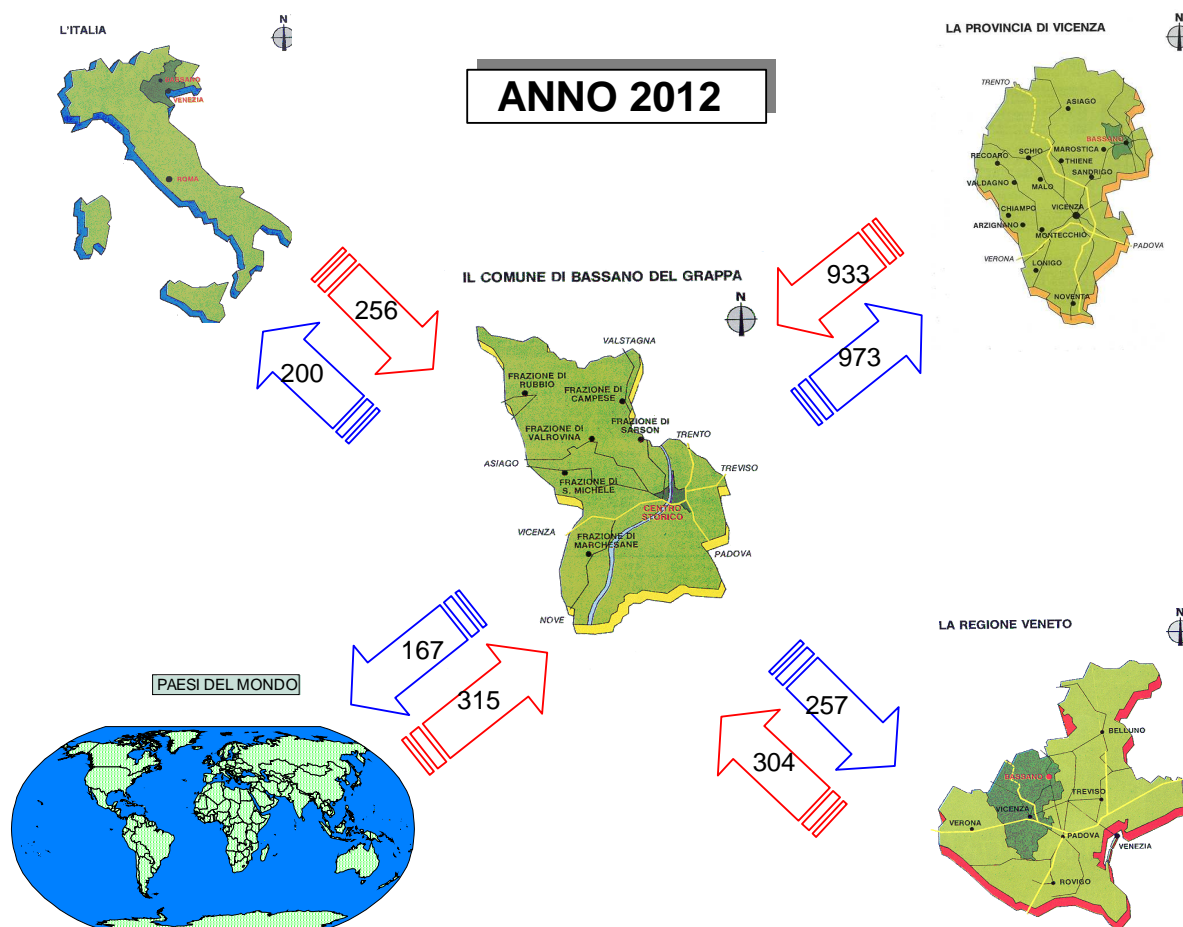 L'ITALIA
N
BASSANO
VENEZIA
ROMA
ANNO 2012
LA PROVINCIA DI VICENZA
N
TRENTO
ASIAGO
BASSANO
MAROSTICA
SCHIO
THIENE
RECOARO
SANDRIGO
VALDAGNO
MALO
CHIAMPO
VICENZA
ARZIGNANO
MONTECCHIO
PADOVA
VERONA
LONIGO
NOVENTA
256
200
933
973
IL COMUNE DI BASSANO DEL GRAPPA
N
VALSTAGNA
FRAZIONE DI
RUBBIO
FRAZIONE DI
CAMPESE
FRAZIONE DI
SARSON
FRAZIONE DI
VALROVINA
TRENTO
ASIAGO
TREVISO
FRAZIONE DI
S. MICHELE
CENTRO
STORICO
VICENZA
FRAZIONE DI
MARCHESANE
PADOVA
NOVE
167
315
257
304
PAESI DEL MONDO
LA REGIONE VENETO
N
BELLUNO
BASSANO
TREVISO
VICENZA
VERONA
PADOVA
VENEZIA
ROVIGO